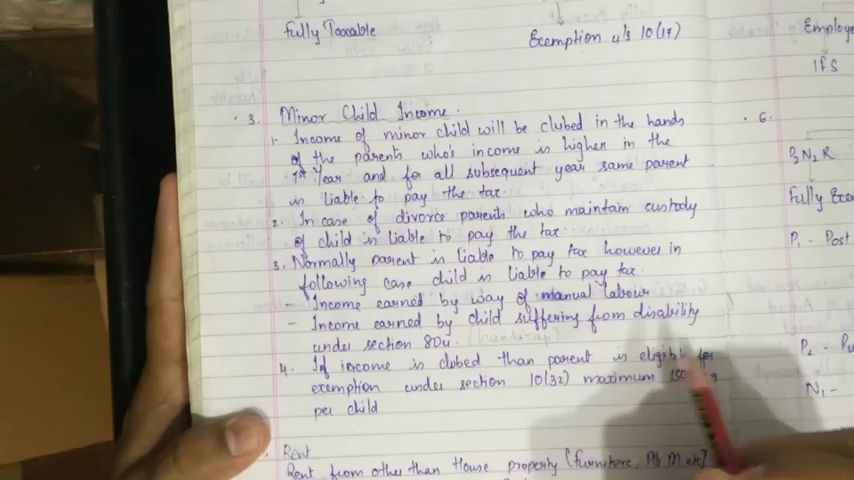 Fully Taxable
Exemption u/s 10(17)
Employe
IFS
3. Minor Child Income.
1. Income of minor child will be clubed in the hands
of the parents who's income is higher in the
1st Year and for all subsequent year same parent
is liable to pay the tax.
2. In case of divorce parents who maintain custody
of child is liable to pay the tax
3. Normally parent is liable to pay tax however in
following case child is liable to pay tax
- Income earned by way of manual labour
- Income earned by child suffering from disability
under section 80u.
4. If income is clubed than parent is eligible for
exemption under section 10(32) maximum
per child
Rent
Rent from other than House property (furniture, P&M etc)
6.
R
Fully Exe
P1 - Post
P2 - Pu
N1 -